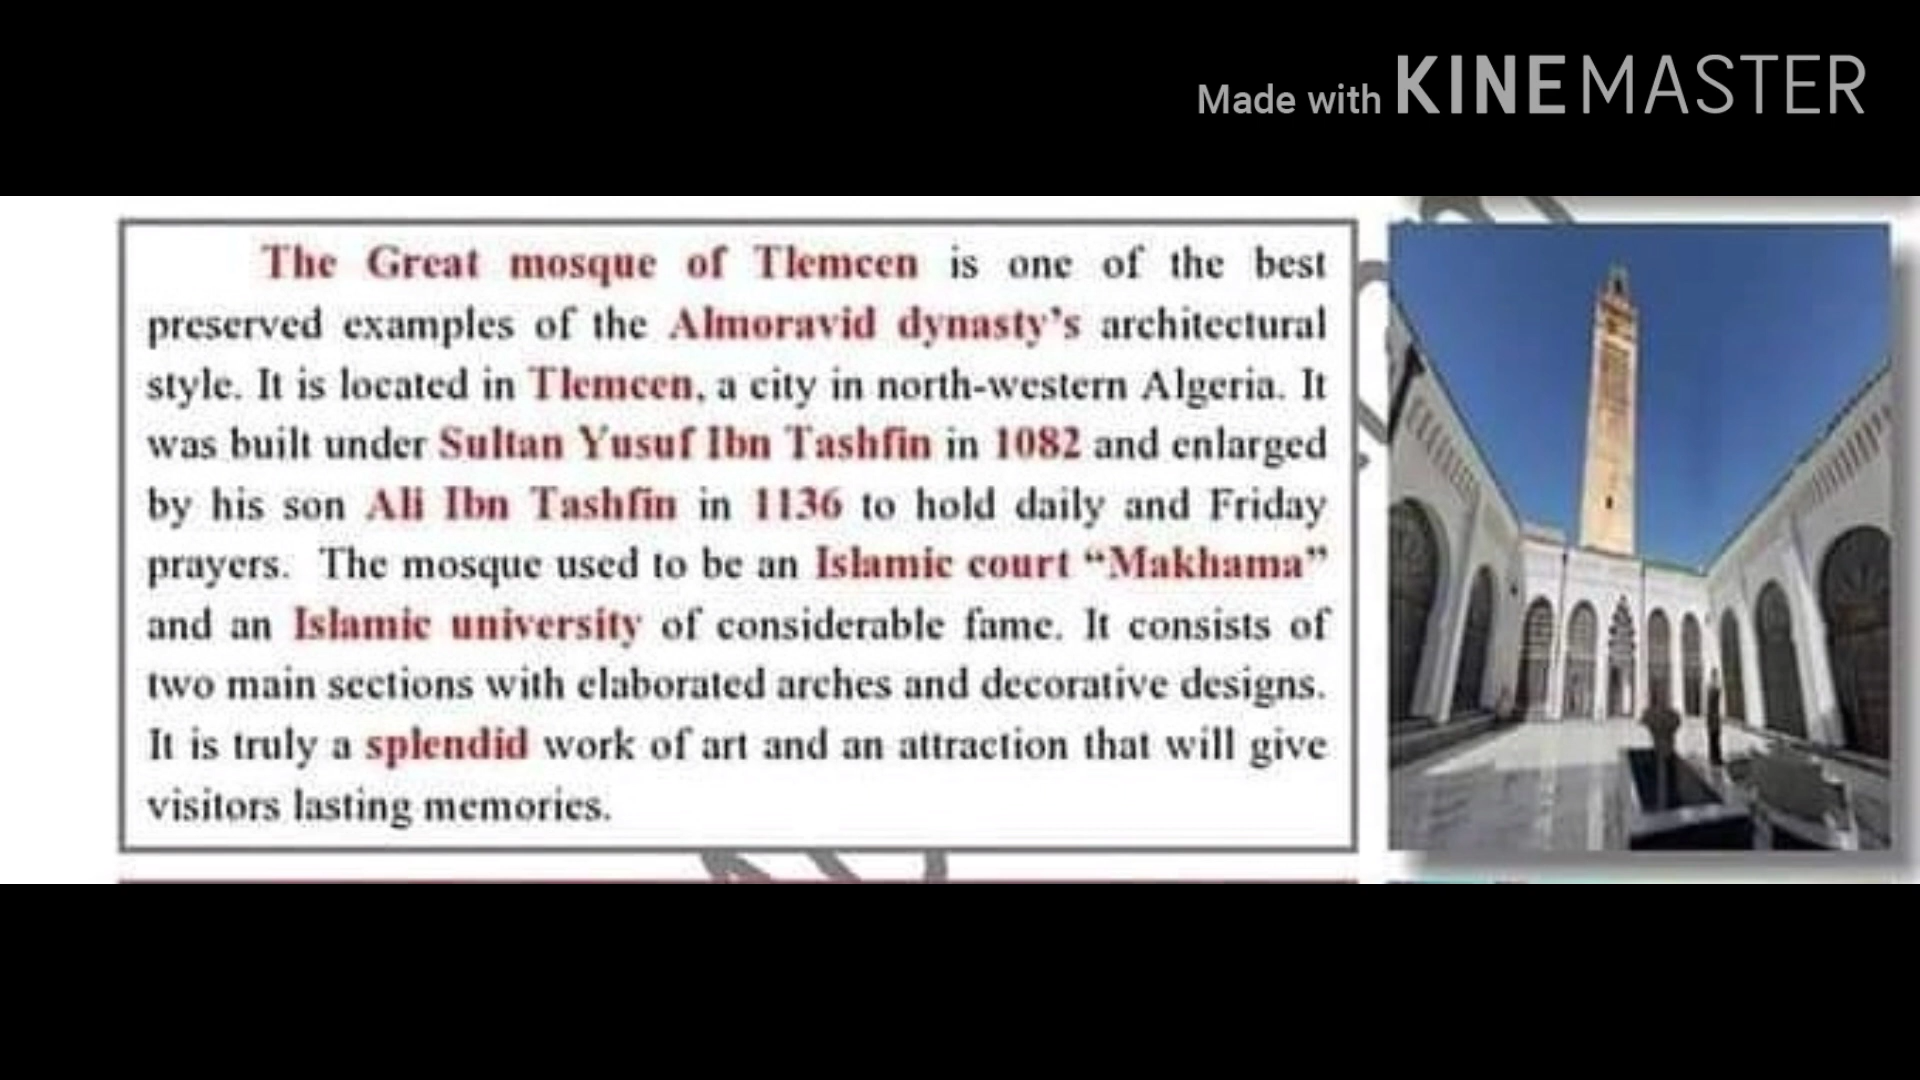 Made with KINEMASTER
The Great mosque of Tlemcen is one of the best
preserved examples of the Almoravid dynasty's architectural
style. It is located in Tlemcen, a city in north-western Algeria. It
was built under Sultan Yusuf Ibn Tashfin in 1082 and enlarged
by his son Ali Ibn Tashfin in 1136 to hold daily and Friday
prayers. The mosque used to be an Islamic court “Makhama”
and an Islamic university of considerable fame. It consists of
two main sections with elaborated arches and decorative designs.
It is truly a splendid work of art and an attraction that will give
visitors lasting memories.